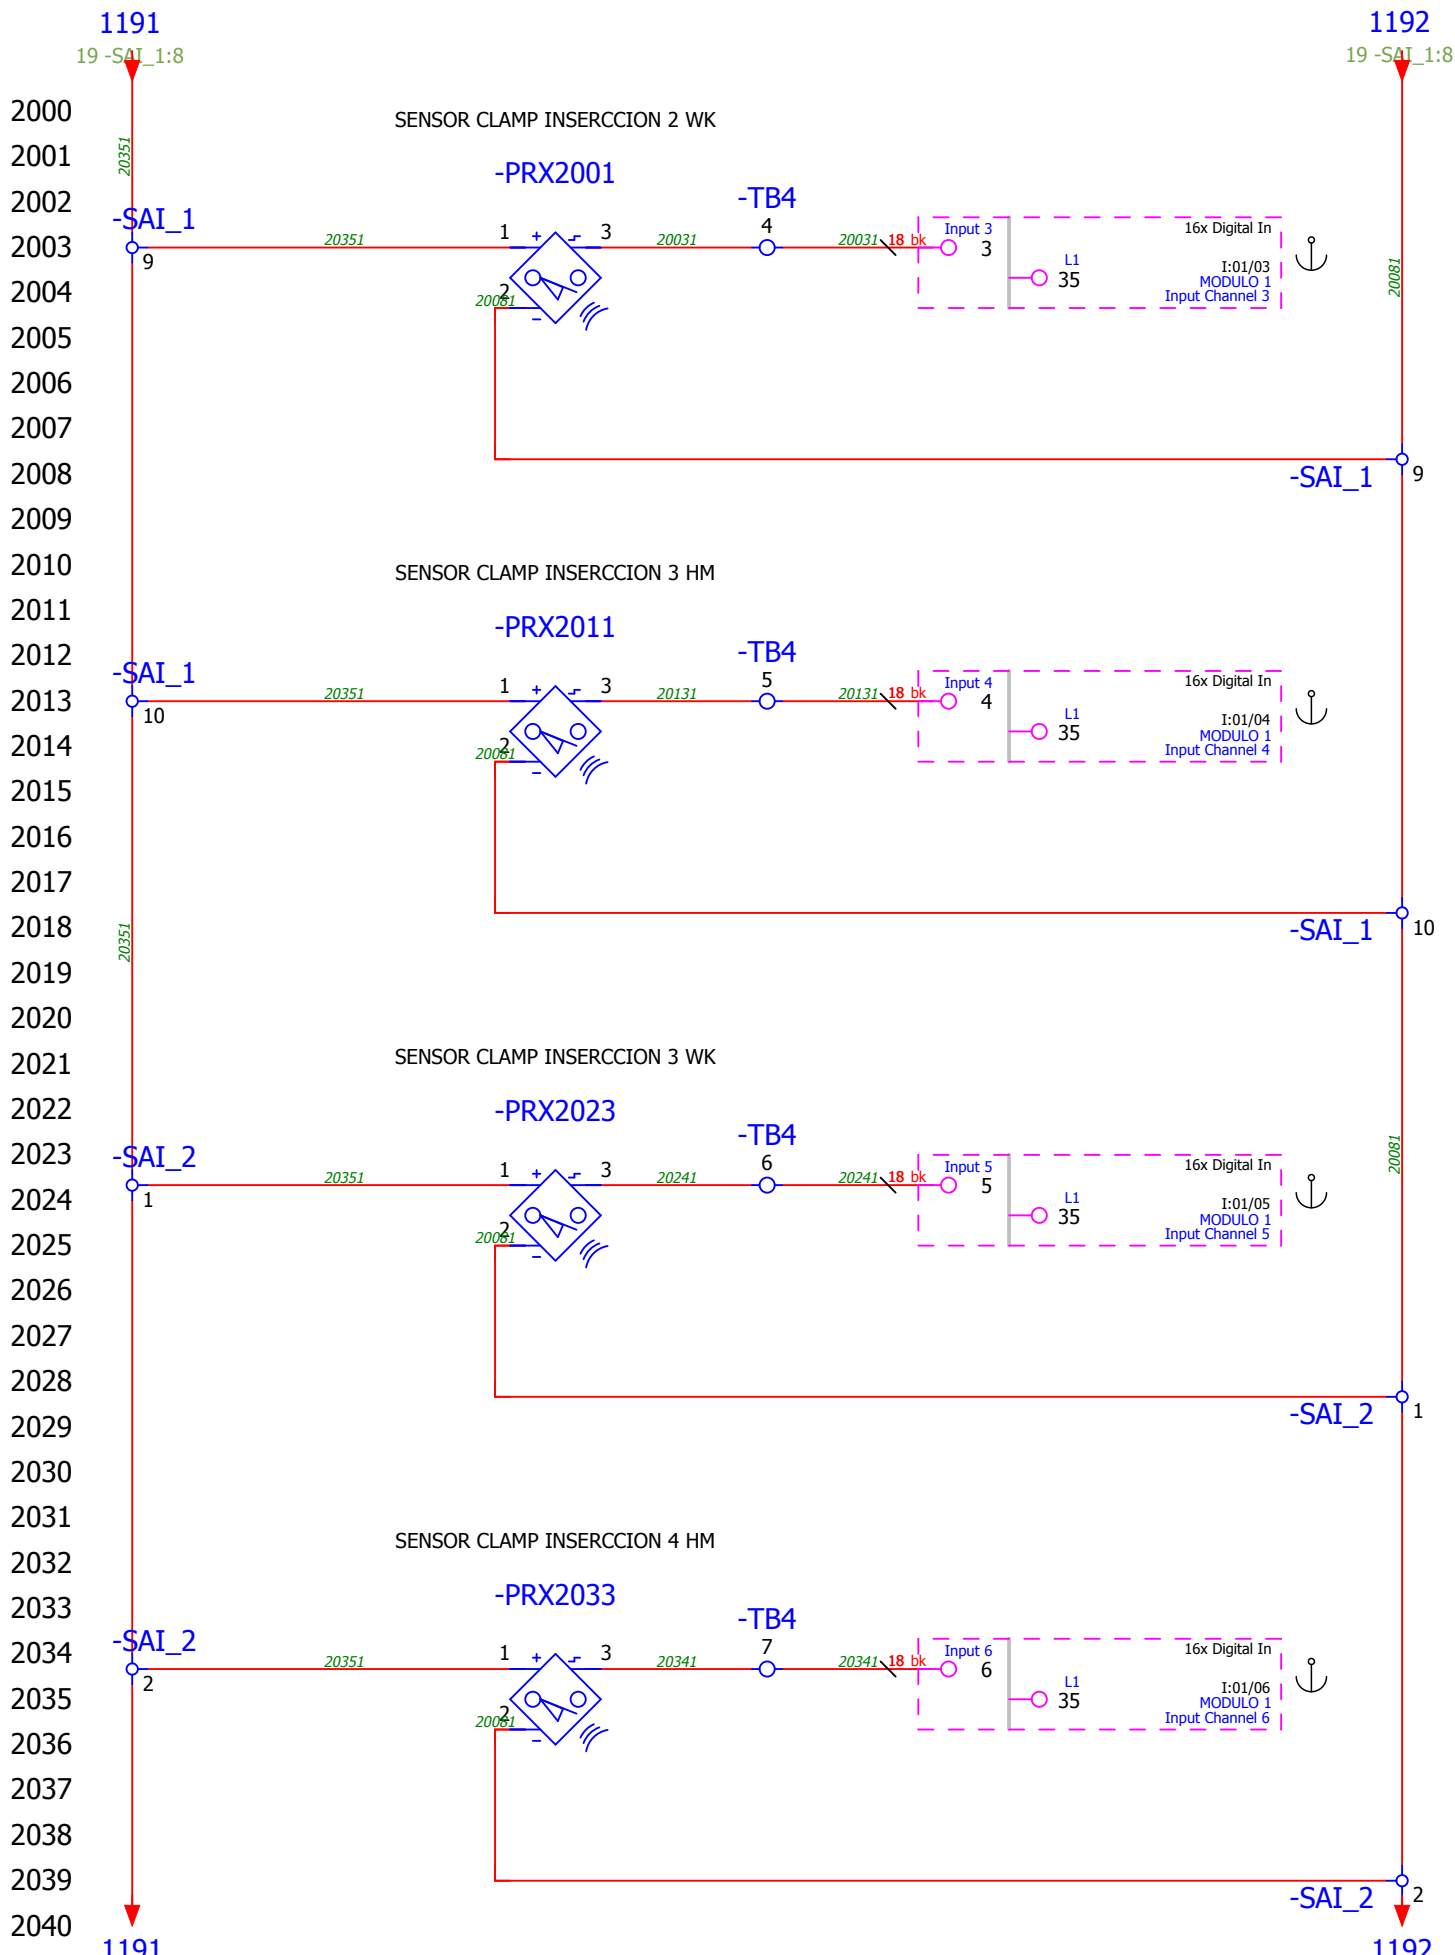 1191
1192
19 -SAI_1:8
19 -SAI_1:8
2000
SENSOR CLAMP INSERCCION 2 WK
2001
20351
-PRX2001
2002
-SAI_1
-TB4
4
1
+
3
Input 3
16x Digital In
2003
9
20351
20031
20031
18 bk
3
L1
35
I:01/03
MODULO 1
Input Channel 3
20081
2004
2
20081
-
2005
2006
2007
2008
-SAI_1
9
2009
2010
SENSOR CLAMP INSERCCION 3 HM
2011
-PRX2011
2012
-SAI_1
-TB4
5
1
+
3
Input 4
16x Digital In
2013
10
20351
20131
20131
18 bk
4
L1
35
I:01/04
MODULO 1
Input Channel 4
2014
2
20081
-
2015
2016
2017
2018
20351
-SAI_1
10
2019
2020
2021
SENSOR CLAMP INSERCCION 3 WK
2022
-PRX2023
2023
-SAI_2
-TB4
6
1
+
3
Input 5
16x Digital In
20081
2024
1
20351
20241
20241
18 bk
5
L1
35
I:01/05
MODULO 1
Input Channel 5
2025
2
20081
-
2026
2027
2028
2029
-SAI_2
1
2030
2031
SENSOR CLAMP INSERCCION 4 HM
2032
2033
-PRX2033
2034
-SAI_2
-TB4
7
1
+
3
Input 6
16x Digital In
2035
2
20351
20341
20341
18 bk
6
L1
35
I:01/06
MODULO 1
Input Channel 6
2036
2
20081
-
2037
2038
2039
-SAI_2
2
2040
1191
1192